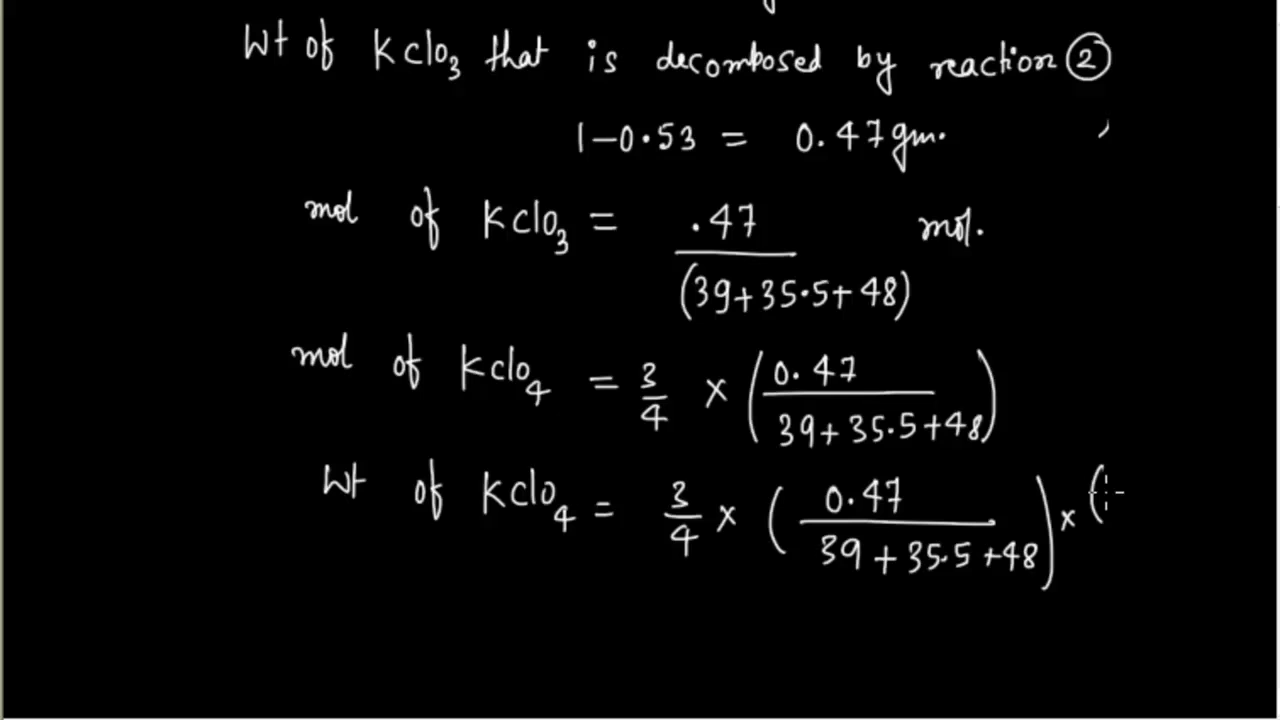 Wt of KClO3 that is decomposed by reaction ②
1-0.53 = 0.47gm.
mol of KClO3 = .47 / (39+35.5+48) mol.
mol of KClO4 = 3/4 × (0.47 / 39+35.5+48)
Wt of KClO4 = 3/4 × (0.47 / 39+35.5+48) × (